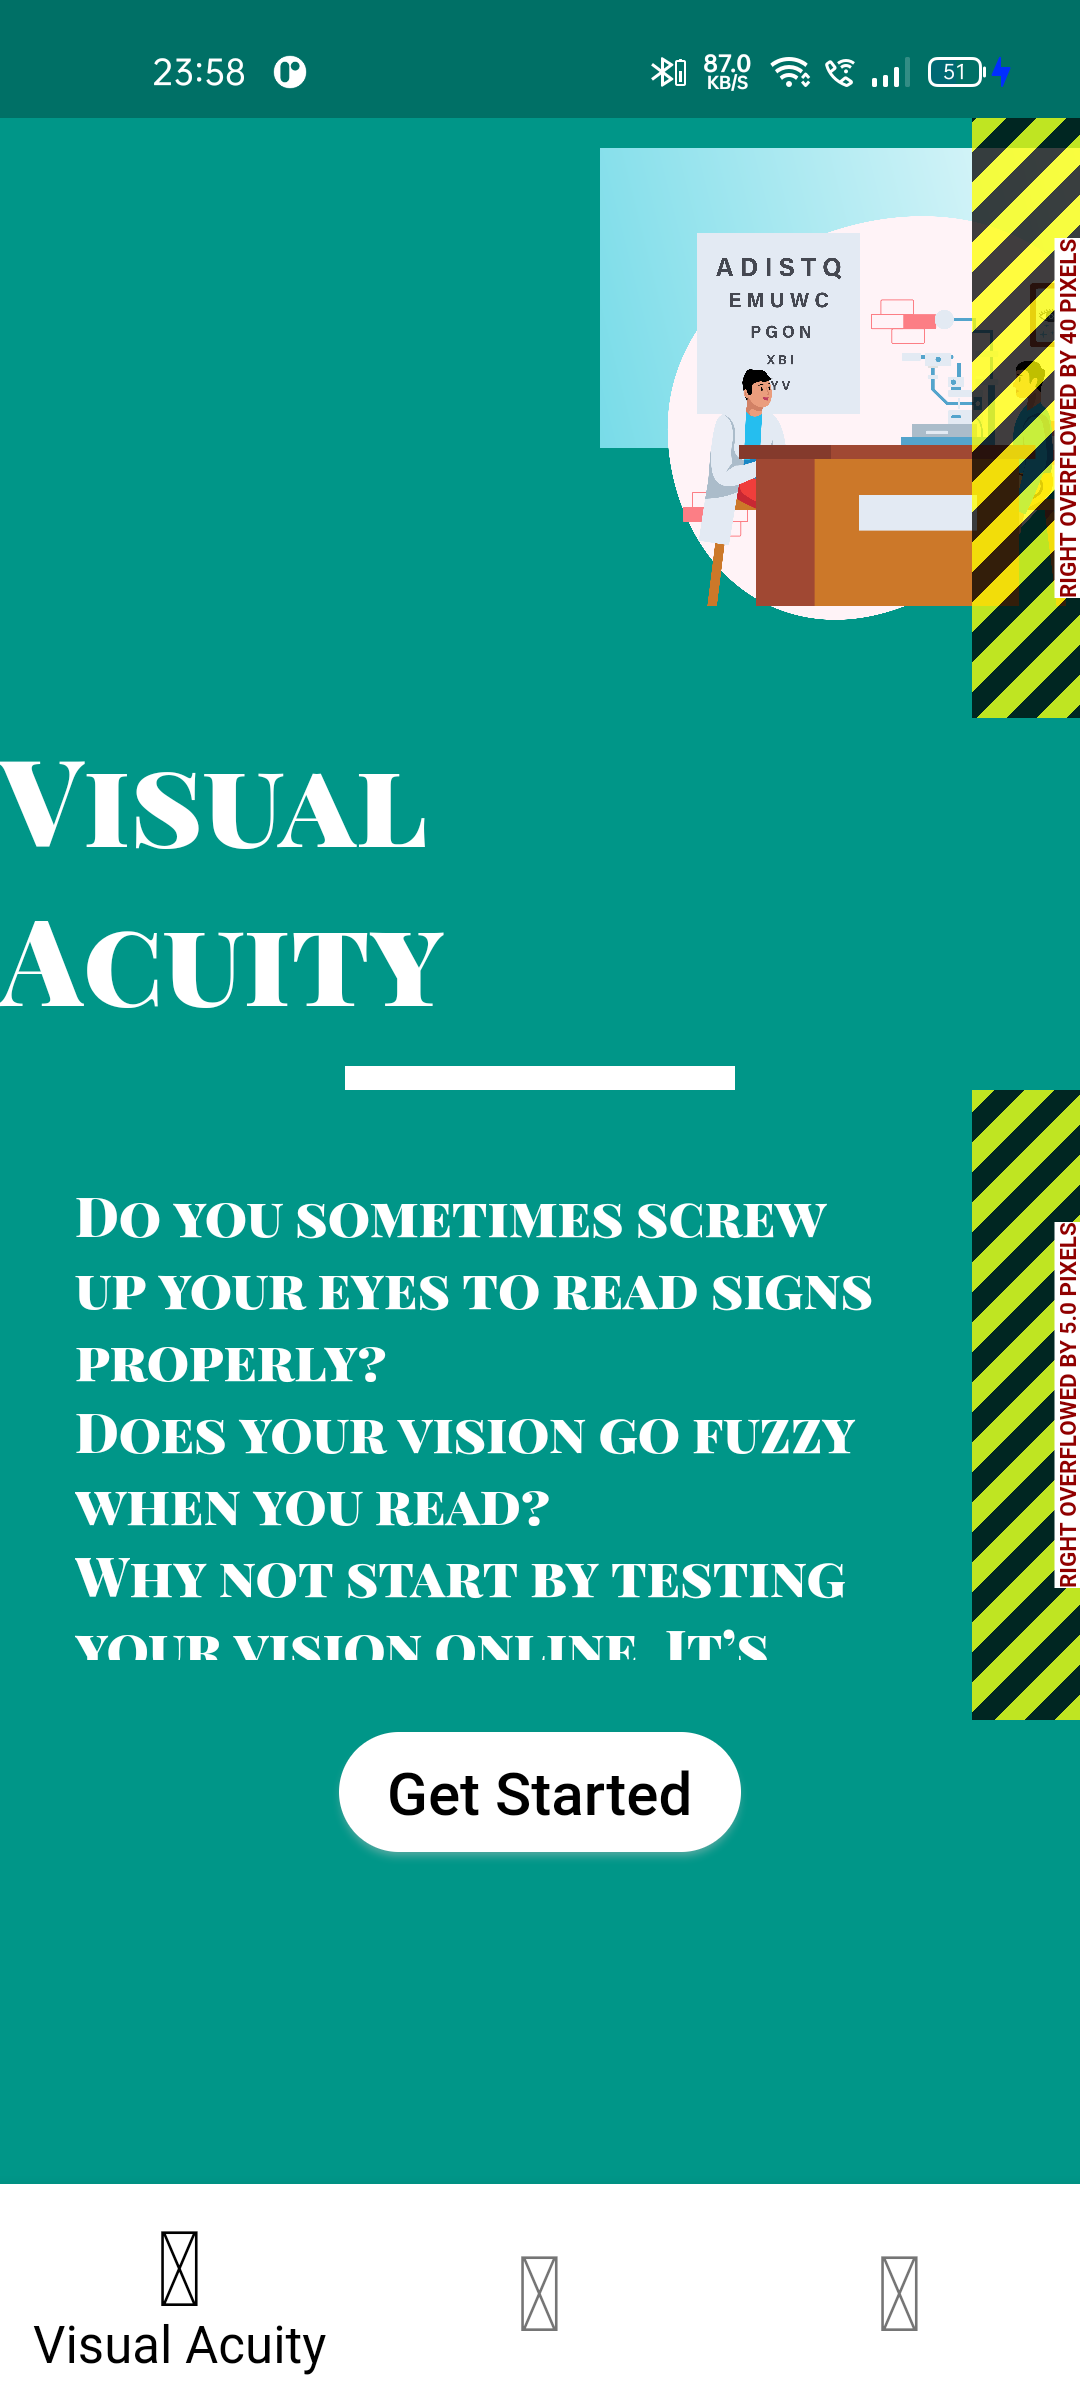 23:58
87.0
KB/S
51
ADISTQ
EMUWC
PGON
XBI
YV
RIGHT OVERFLOWED BY 40 PIXELS
Visual
Acuity
Do you sometimes screw
up your eyes to read signs
properly?
Does your vision go fuzzy
when you read?
Why not start by testing
your vision online. It's
RIGHT OVERFLOWED BY 5.0 PIXELS
Get Started
Visual Acuity